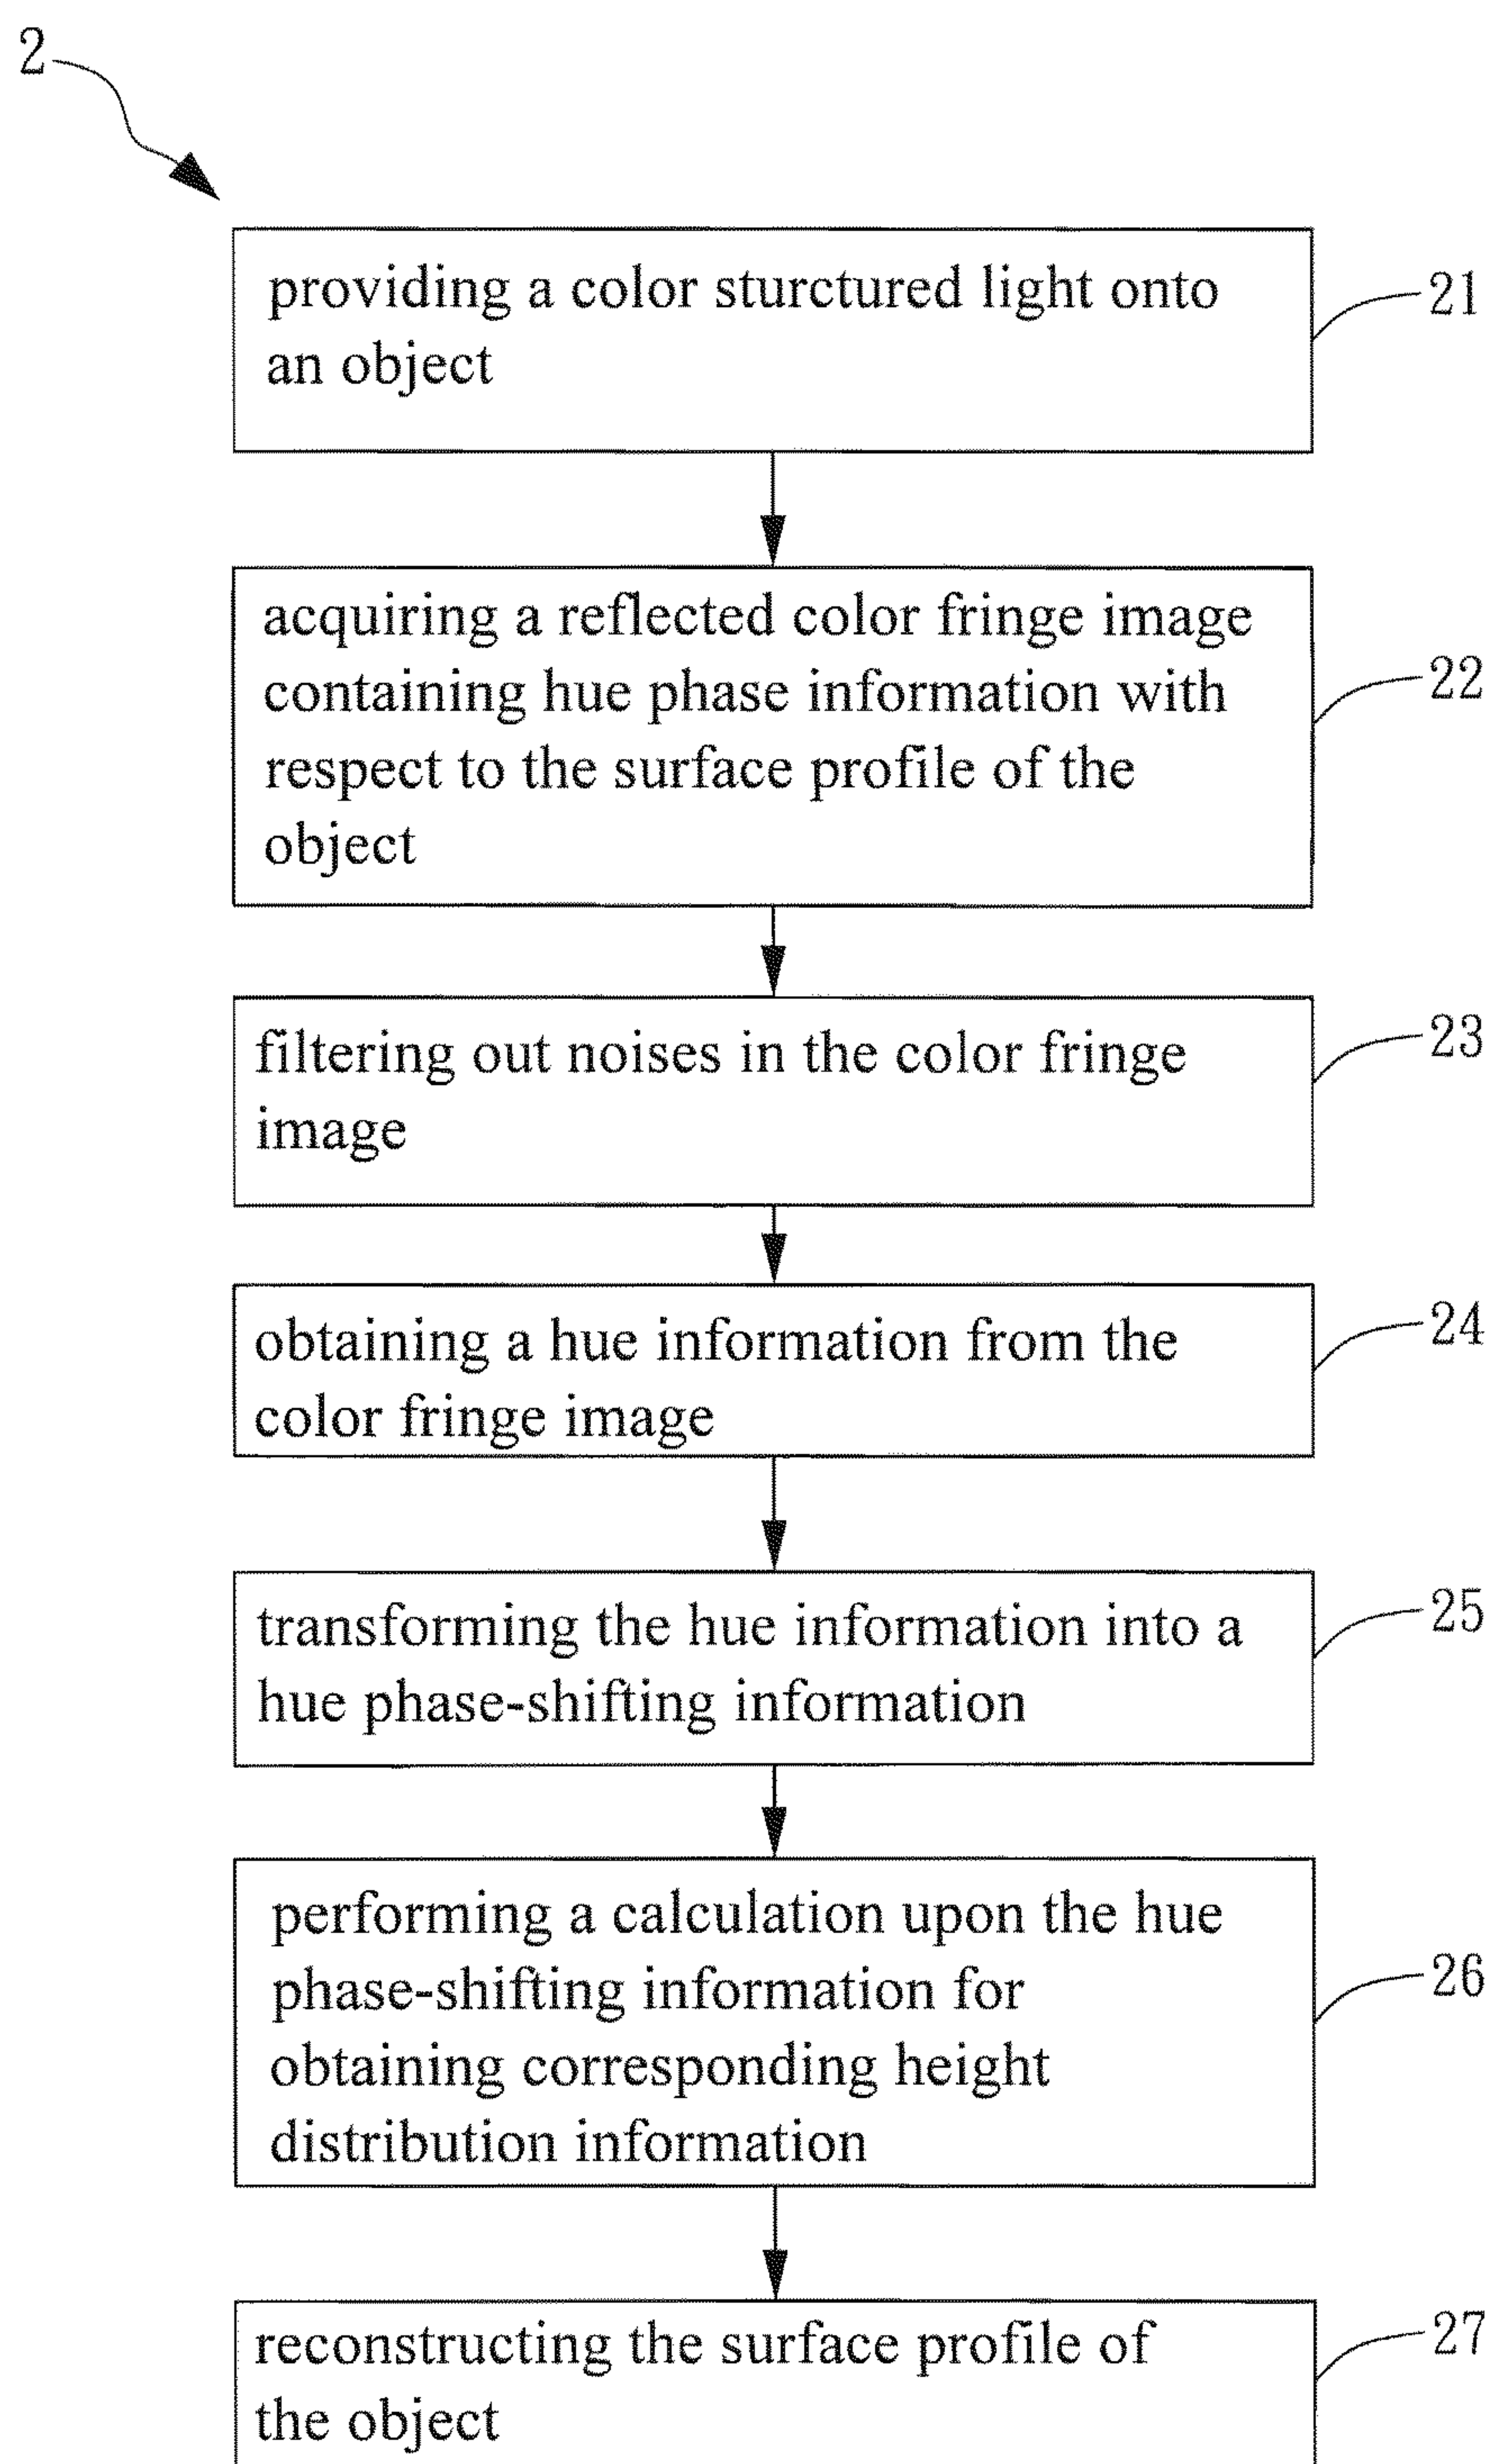 2
providing a color sturctured light onto
an object
21
acquiring a reflected color fringe image
containing hue phase information with
respect to the surface profile of the
object
22
filtering out noises in the color fringe
image
23
obtaining a hue information from the
color fringe image
24
transforming the hue information into a
hue phase-shifting information
25
performing a calculation upon the hue
phase-shifting information for
obtaining corresponding height
distribution information
26
reconstructing the surface profile of
the object
27